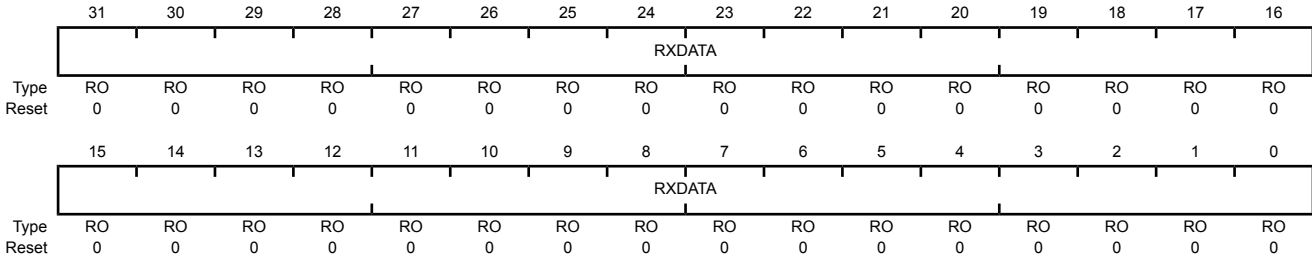 31 30 29 28 27 26 25 24 23 22 21 20 19 18 17 16
RXDATA
Type RO RO RO RO RO RO RO RO RO RO RO RO RO RO RO RO
Reset 0 0 0 0 0 0 0 0 0 0 0 0 0 0 0 0
15 14 13 12 11 10 9 8 7 6 5 4 3 2 1 0
RXDATA
Type RO RO RO RO RO RO RO RO RO RO RO RO RO RO RO RO
Reset 0 0 0 0 0 0 0 0 0 0 0 0 0 0 0 0